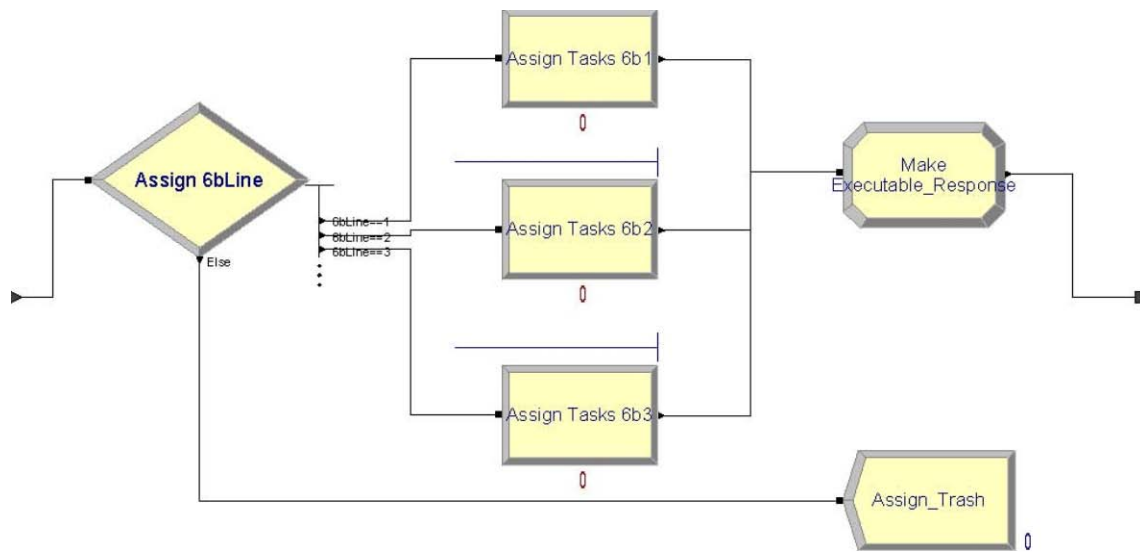 Assign Tasks 6b1
0
Assign 6bLine
6bLine==1
6bLine==2
6bLine==3
Else
Assign Tasks 6b2
0
Assign Tasks 6b3
0
Make
Executable_Response
Assign_Trash
0